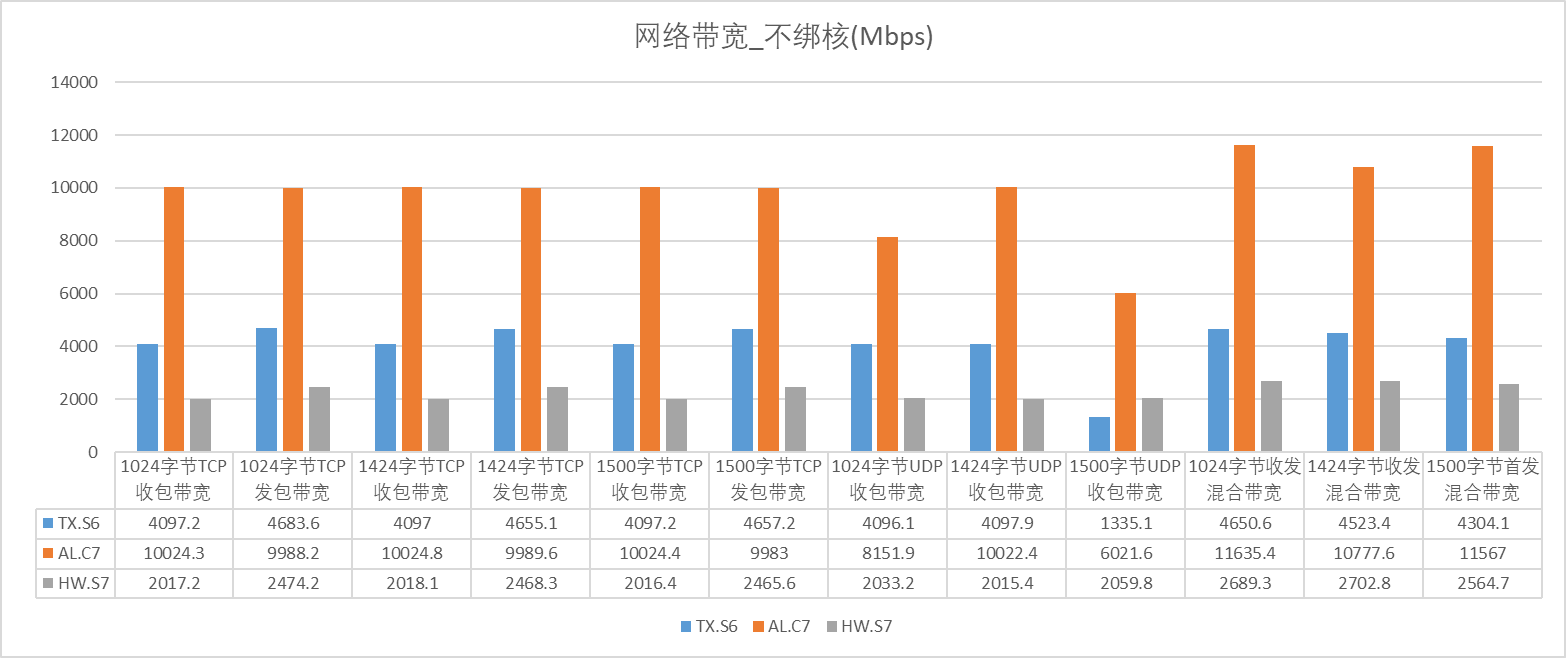 网络带宽_不绑核(Mbps)
14000
12000
10000
8000
6000
4000
2000
0
1024字节TCP 1024字节TCP 1424字节TCP 1424字节TCP 1500字节TCP 1500字节TCP 1024字节UDP 1424字节UDP 1500字节UDP 1024字节收发 1424字节收发 1500字节首发
收包带宽 发包带宽 收包带宽 发包带宽 收包带宽 发包带宽 收包带宽 收包带宽 收包带宽 混合带宽 混合带宽 混合带宽
TX.S6 4097.2 4683.6 4097 4655.1 4097.2 4657.2 4096.1 4097.9 1335.1 4650.6 4523.4 4304.1
AL.C7 10024.3 9988.2 10024.8 9989.6 10024.4 9983 8151.9 10022.4 6021.6 11635.4 10777.6 11567
HW.S7 2017.2 2474.2 2018.1 2468.3 2016.4 2465.6 2033.2 2015.4 2059.8 2689.3 2702.8 2564.7
TX.S6 AL.C7 HW.S7